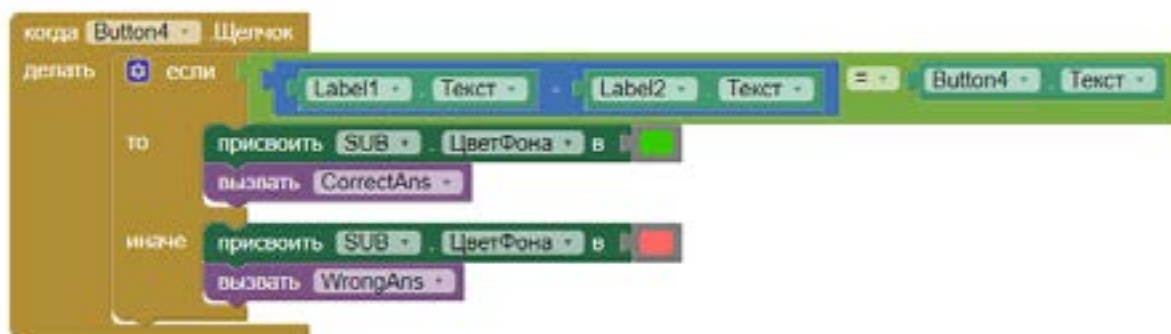 когда Button4 . Щелчок
делать если Label1 . Текст - Label2 . Текст = Button4 . Текст
то присвоить SUB . ЦветФона в
вызвать CorrectAns
иначе присвоить SUB . ЦветФона в
вызвать WrongAns